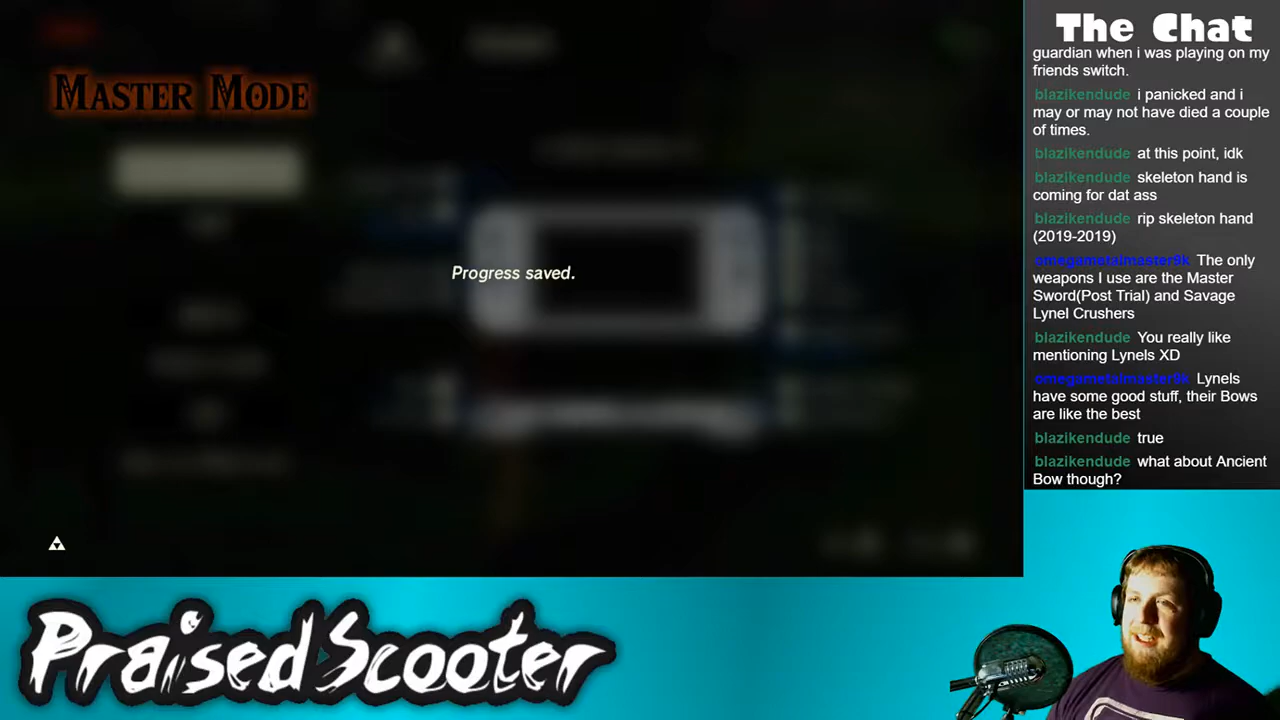 MASTER MODE
Progress saved.
The Chat
guardian when i was playing on my
friends switch.
blazikendude i panicked and i
may or may not have died a couple
of times.
blazikendude at this point, idk
blazikendude skeleton hand is
coming for dat ass
blazikendude rip skeleton hand
(2019-2019)
omegametalmaster9k The only
weapons I use are the Master
Sword(Post Trial) and Savage
Lynel Crushers
blazikendude You really like
mentioning Lynels XD
omegametalmaster9k Lynels
have some good stuff, their Bows
are like the best
blazikendude true
blazikendude what about Ancient
Bow though?
PraisedScooter